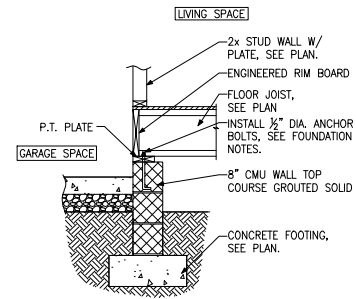 LIVING SPACE
2x STUD WALL W/
PLATE, SEE PLAN.
ENGINEERED RIM BOARD
FLOOR JOIST,
SEE PLAN
INSTALL ½" DIA. ANCHOR
BOLTS, SEE FOUNDATION
NOTES.
P.T. PLATE
GARAGE SPACE
8" CMU WALL TOP
COURSE GROUTED SOLID
CONCRETE FOOTING,
SEE PLAN.